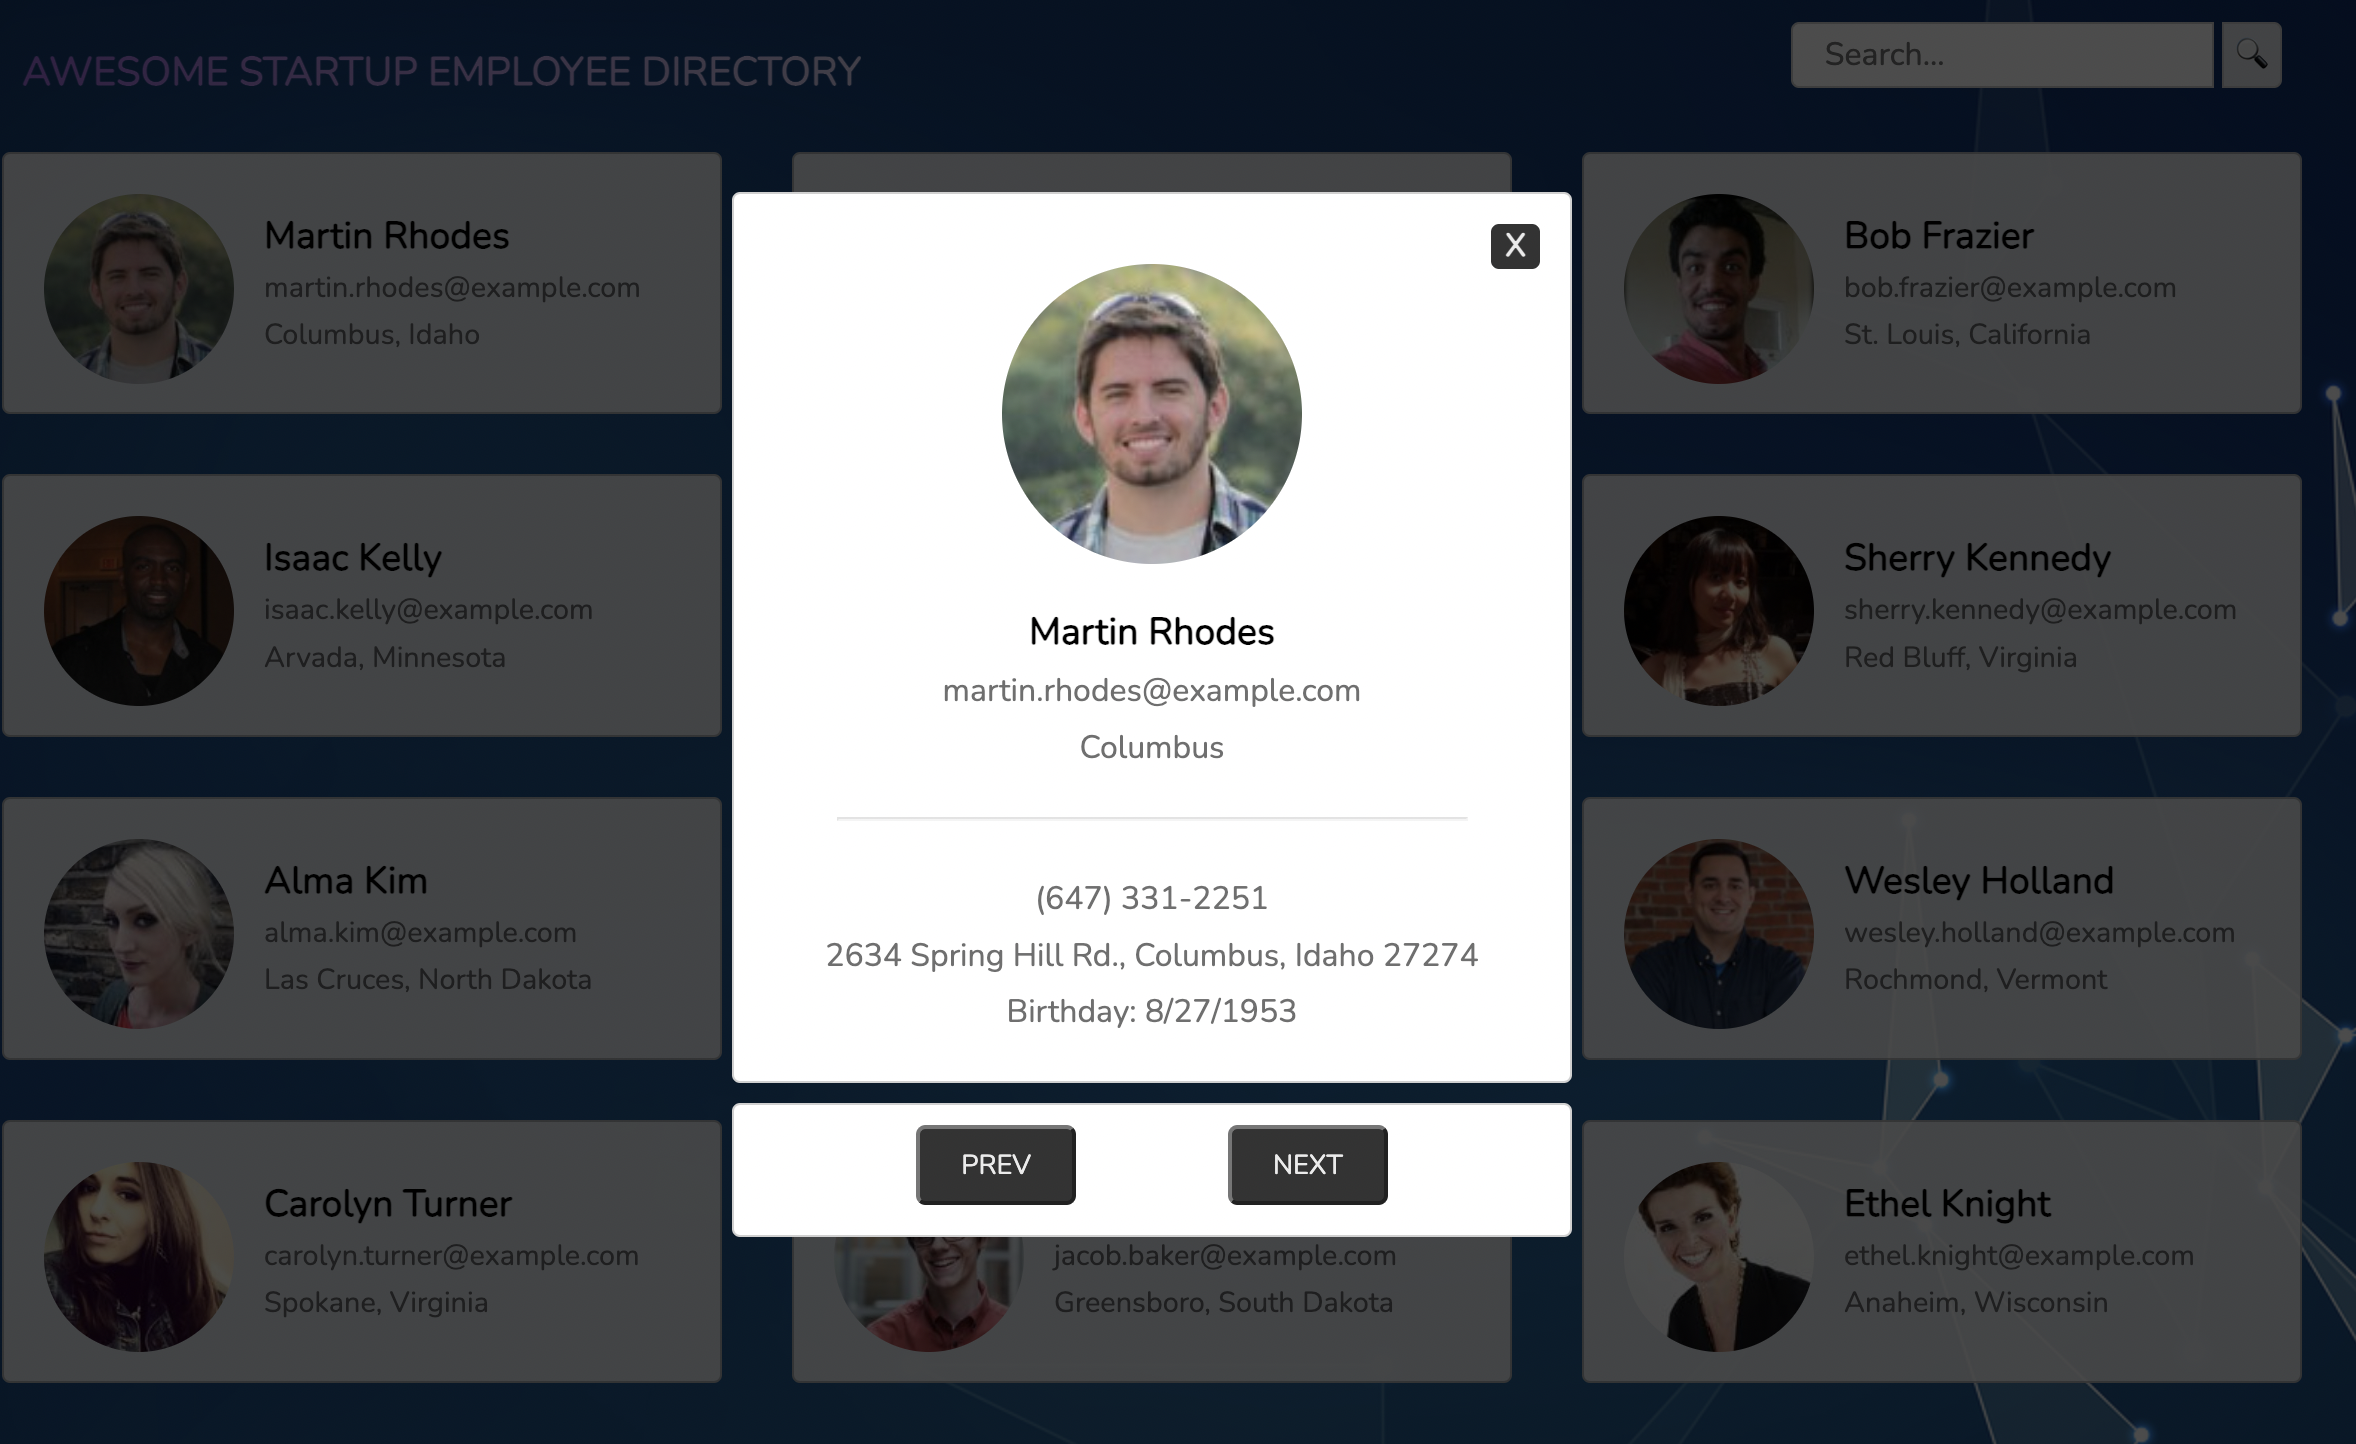 AWESOME STARTUP EMPLOYEE DIRECTORY
Search...
Martin Rhodes
martin.rhodes@example.com
Columbus, Idaho
Bob Frazier
bob.frazier@example.com
St. Louis, California
Isaac Kelly
isaac.kelly@example.com
Arvada, Minnesota
Sherry Kennedy
sherry.kennedy@example.com
Red Bluff, Virginia
Alma Kim
alma.kim@example.com
Las Cruces, North Dakota
Wesley Holland
wesley.holland@example.com
Rochmond, Vermont
Carolyn Turner
carolyn.turner@example.com
Spokane, Virginia
jacob.baker@example.com
Greensboro, South Dakota
Ethel Knight
ethel.knight@example.com
Anaheim, Wisconsin
X
Martin Rhodes
martin.rhodes@example.com
Columbus
(647) 331-2251
2634 Spring Hill Rd., Columbus, Idaho 27274
Birthday: 8/27/1953
PREV
NEXT